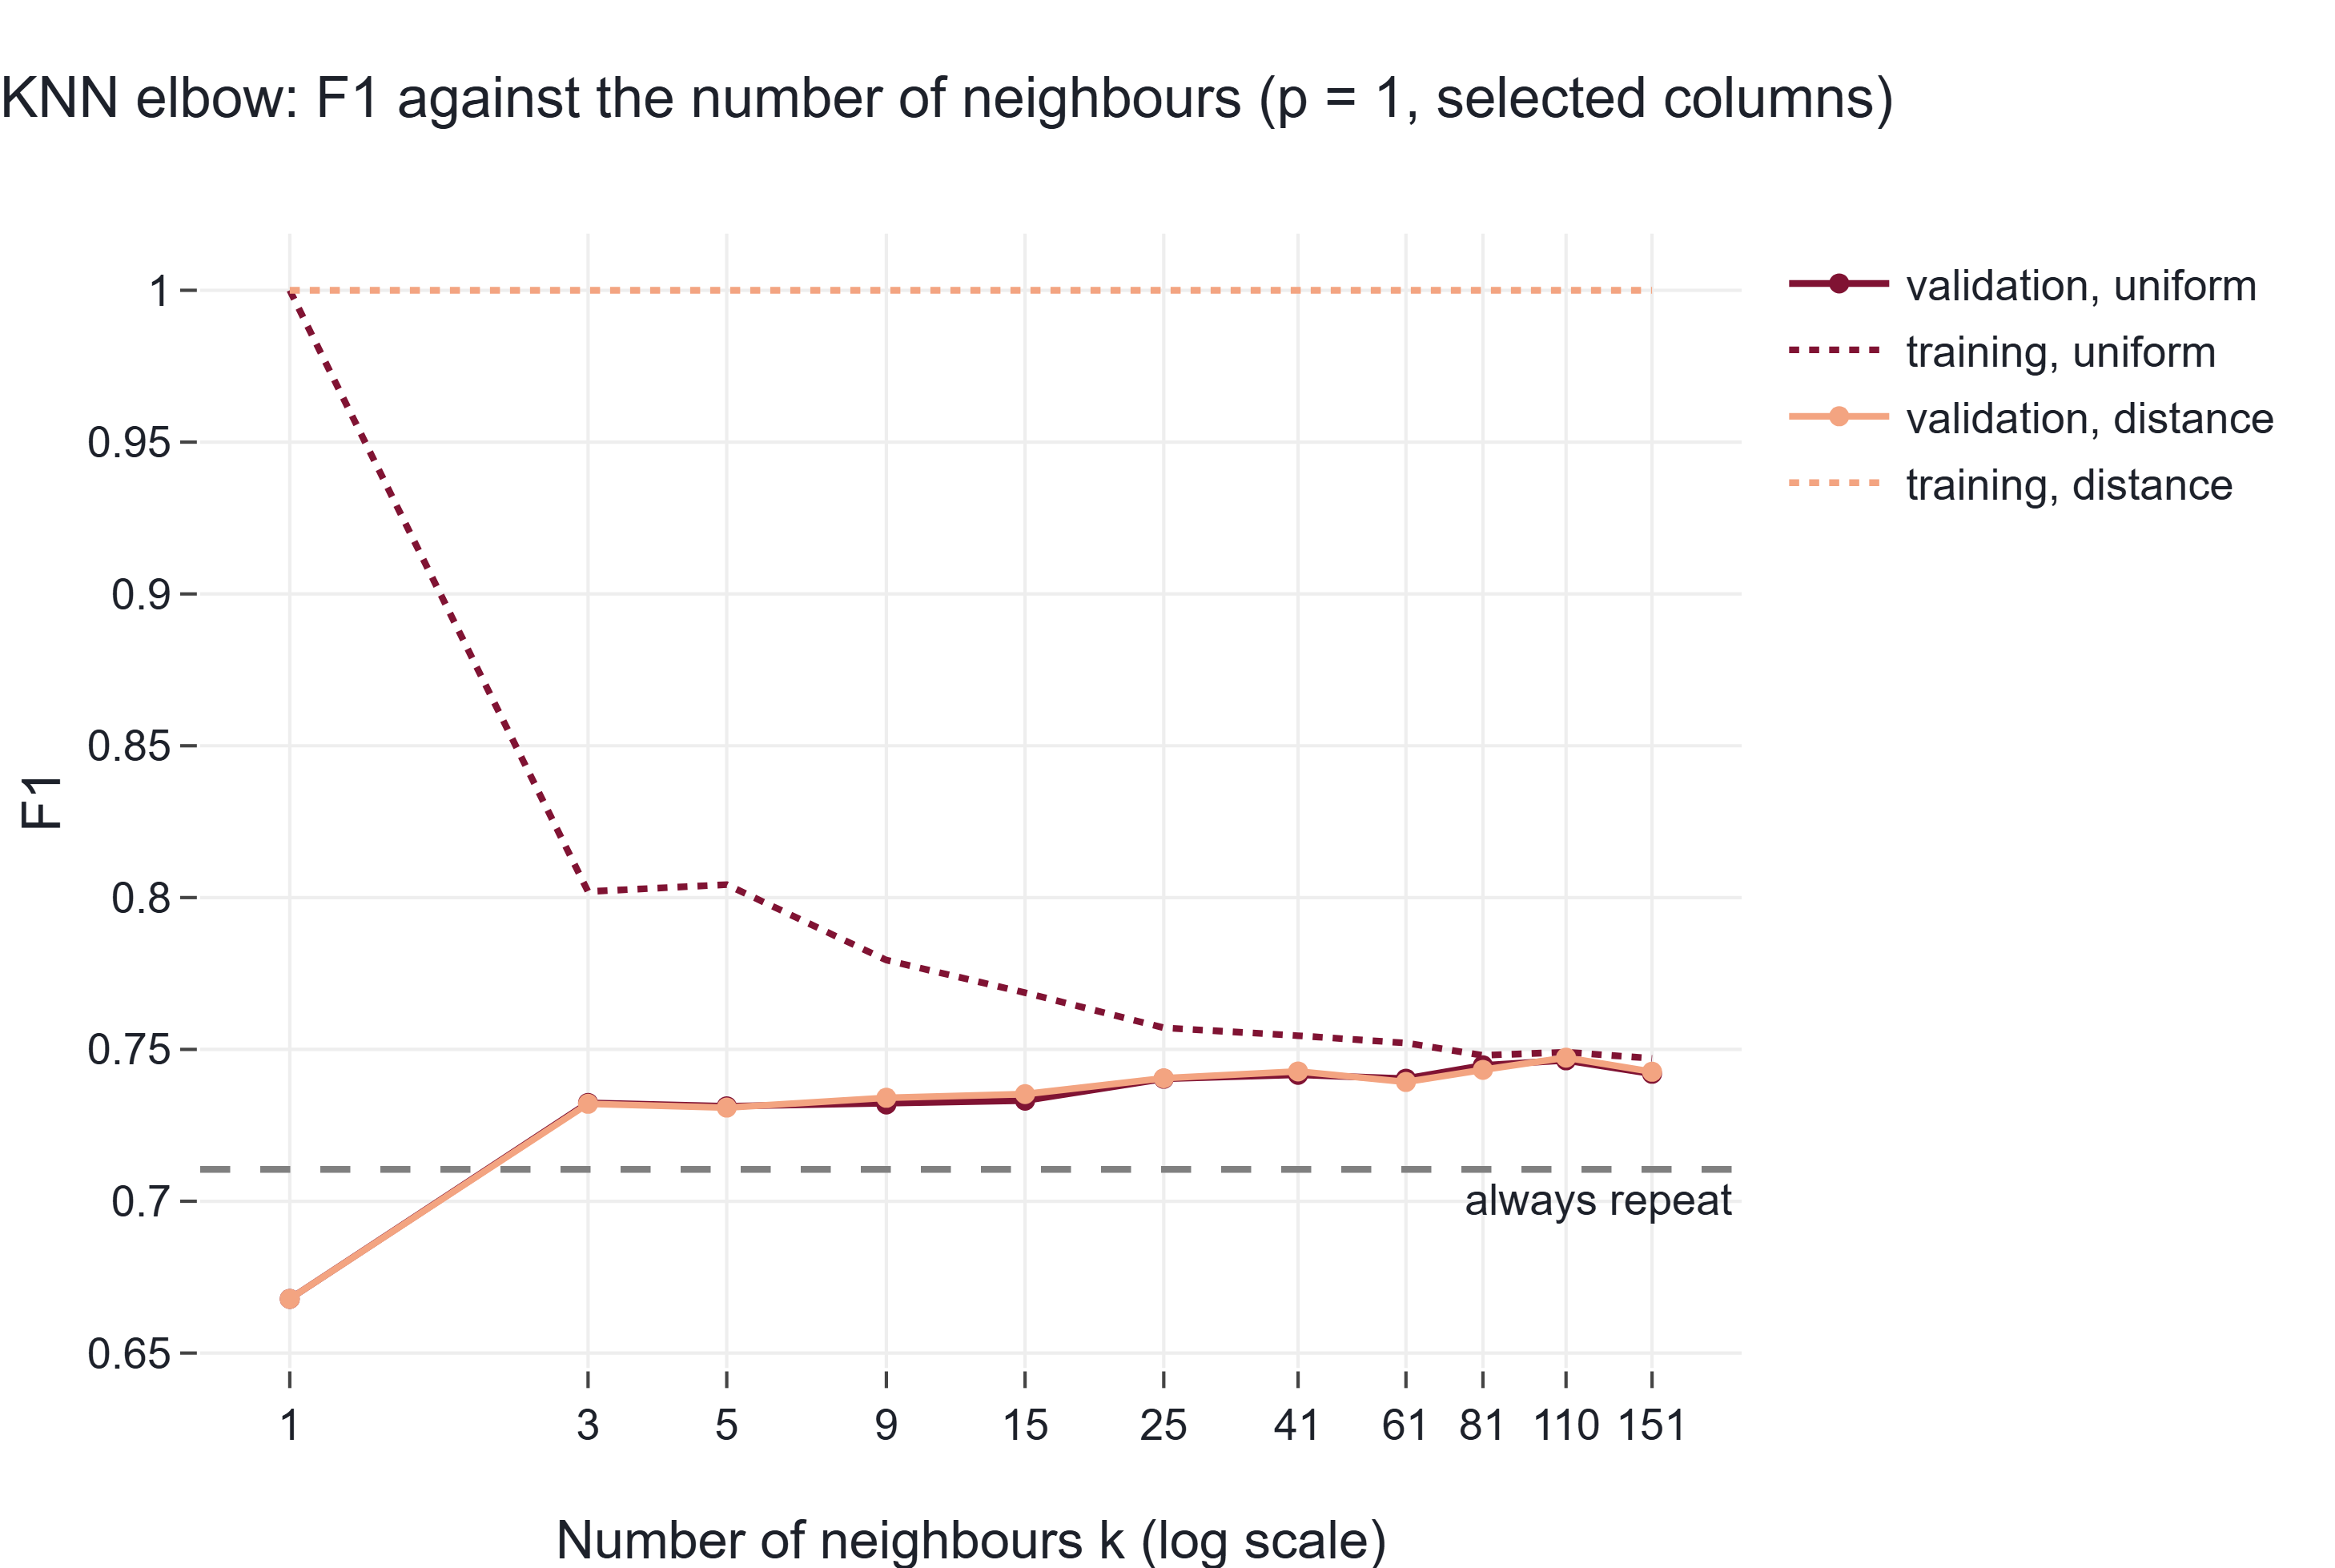 KNN elbow: F1 against the number of neighbours (p = 1, selected columns)
validation, uniform
training, uniform
validation, distance
training, distance
F1
1
0.95
0.9
0.85
0.8
0.75
0.7
0.65
always repeat
1 3 5 9 15 25 41 61 81 110 151
Number of neighbours k (log scale)